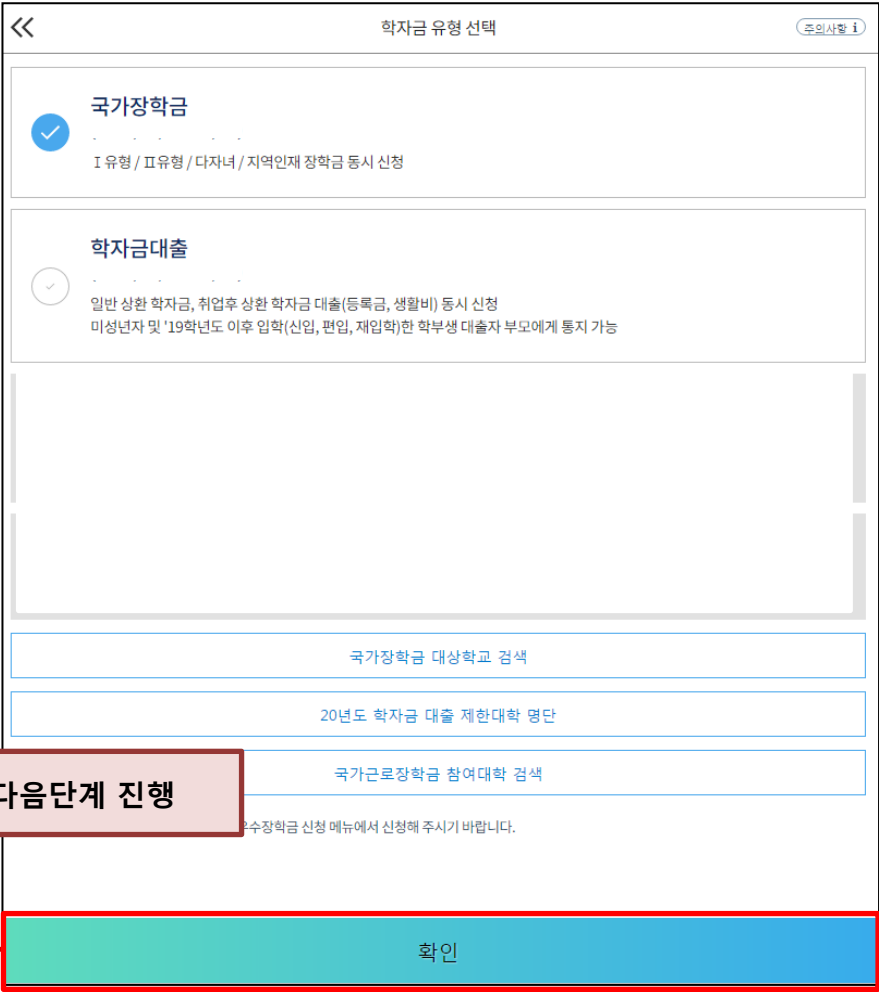 학자금 유형 선택
주의사항 i
국가장학금
Ⅰ유형 / Ⅱ유형 / 다자녀 / 지역인재 장학금 동시 신청
학자금대출
일반 상환 학자금, 취업후 상환 학자금 대출(등록금, 생활비) 동시 신청
미성년자 및 '19학년도 이후 입학(신입, 편입, 재입학)한 학부생 대출자 부모에게 통지 가능
국가장학금 대상학교 검색
20년도 학자금 대출 제한대학 명단
국가근로장학금 참여대학 검색
다음단계 진행
우수장학금 신청 메뉴에서 신청해 주시기 바랍니다.
확인